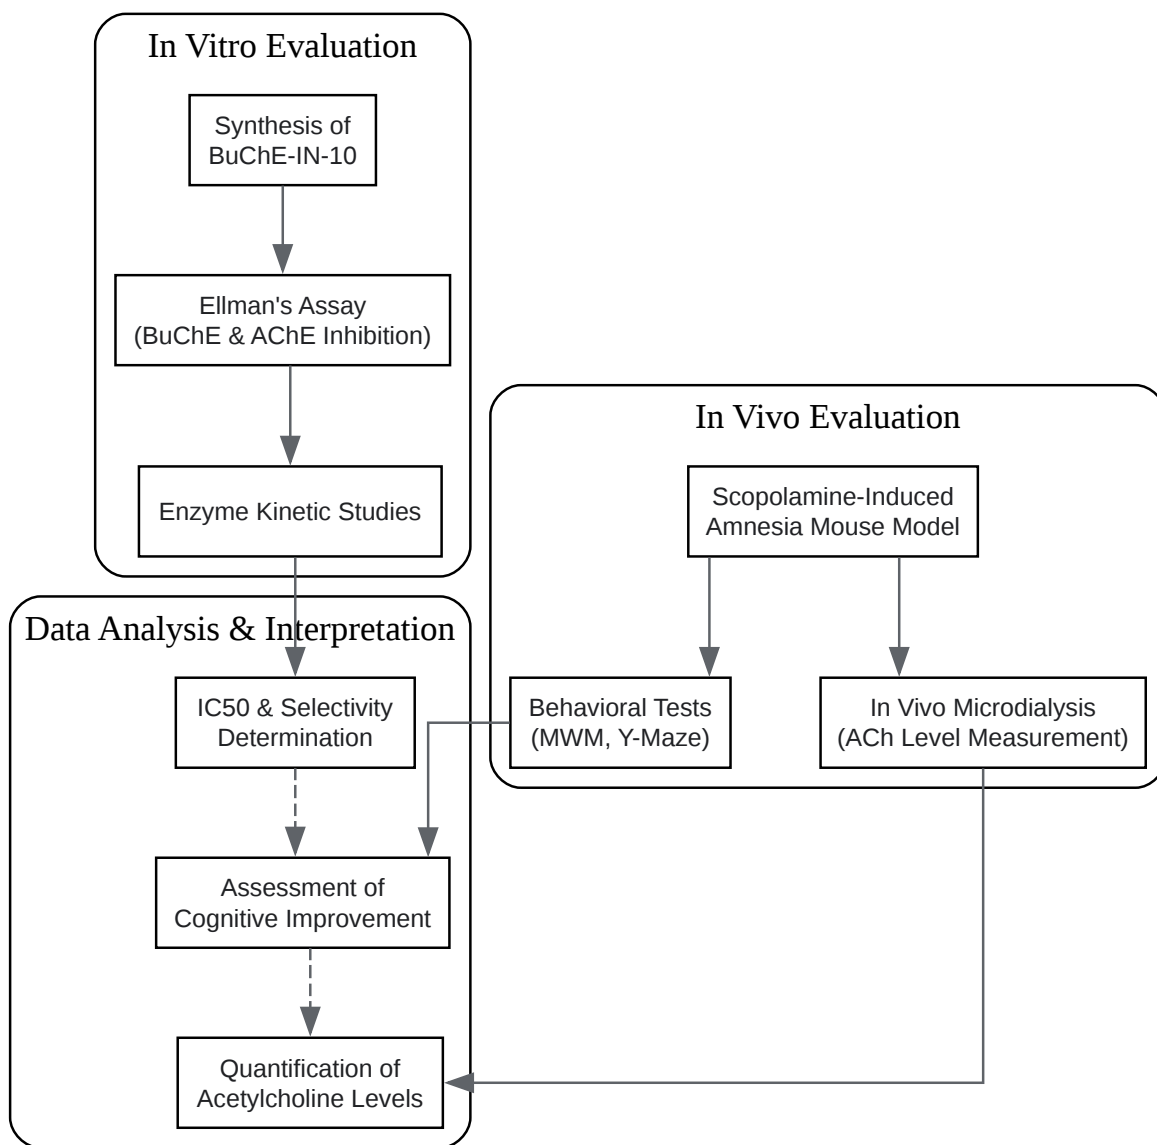 In Vitro Evaluation
Synthesis of
BuChE-IN-10
Ellman's Assay
(BuChE & AChE Inhibition)
Enzyme Kinetic Studies
In Vivo Evaluation
Scopolamine-Induced
Amnesia Mouse Model
Behavioral Tests
(MWM, Y-Maze)
In Vivo Microdialysis
(ACh Level Measurement)
Data Analysis & Interpretation
IC50 & Selectivity
Determination
Assessment of
Cognitive Improvement
Quantification of
Acetylcholine Levels